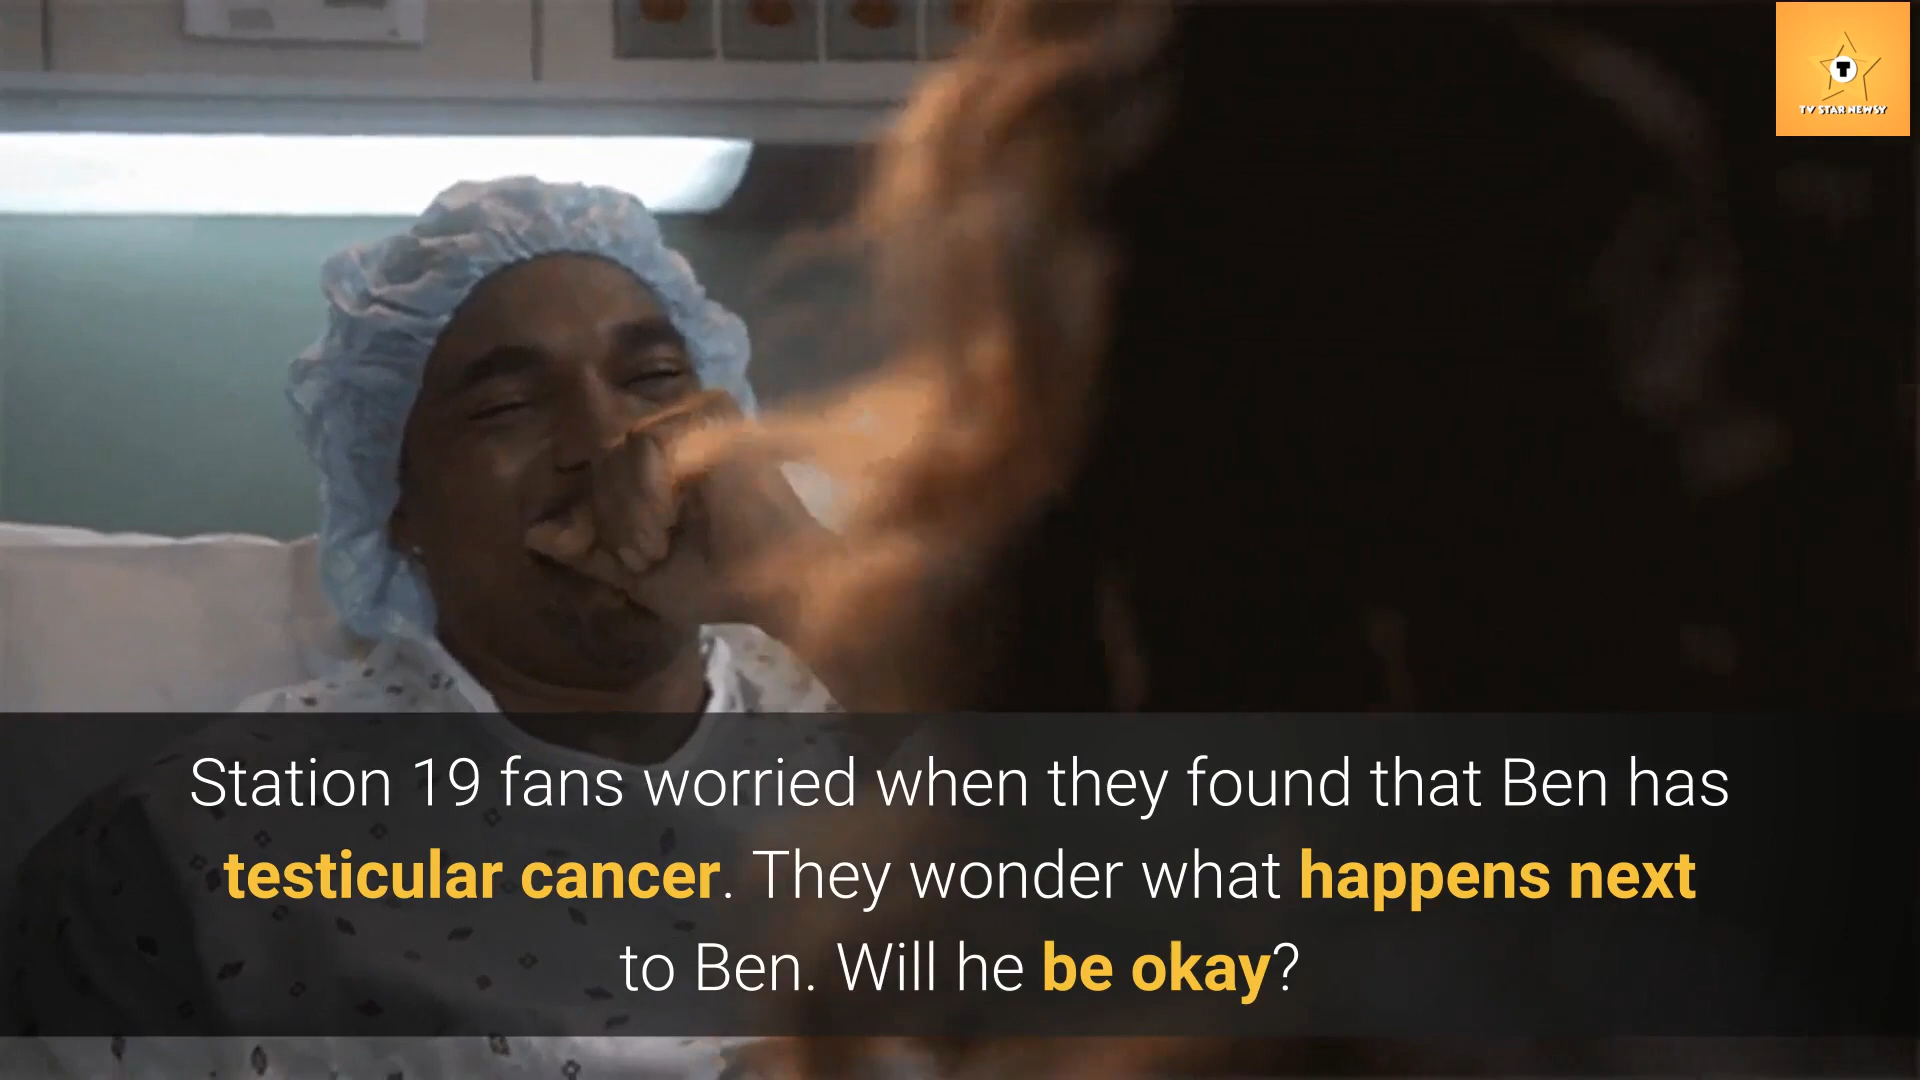 T
TV STAR NEWSY
Station 19 fans worried when they found that Ben has
testicular cancer. They wonder what happens next
to Ben. Will he be okay?